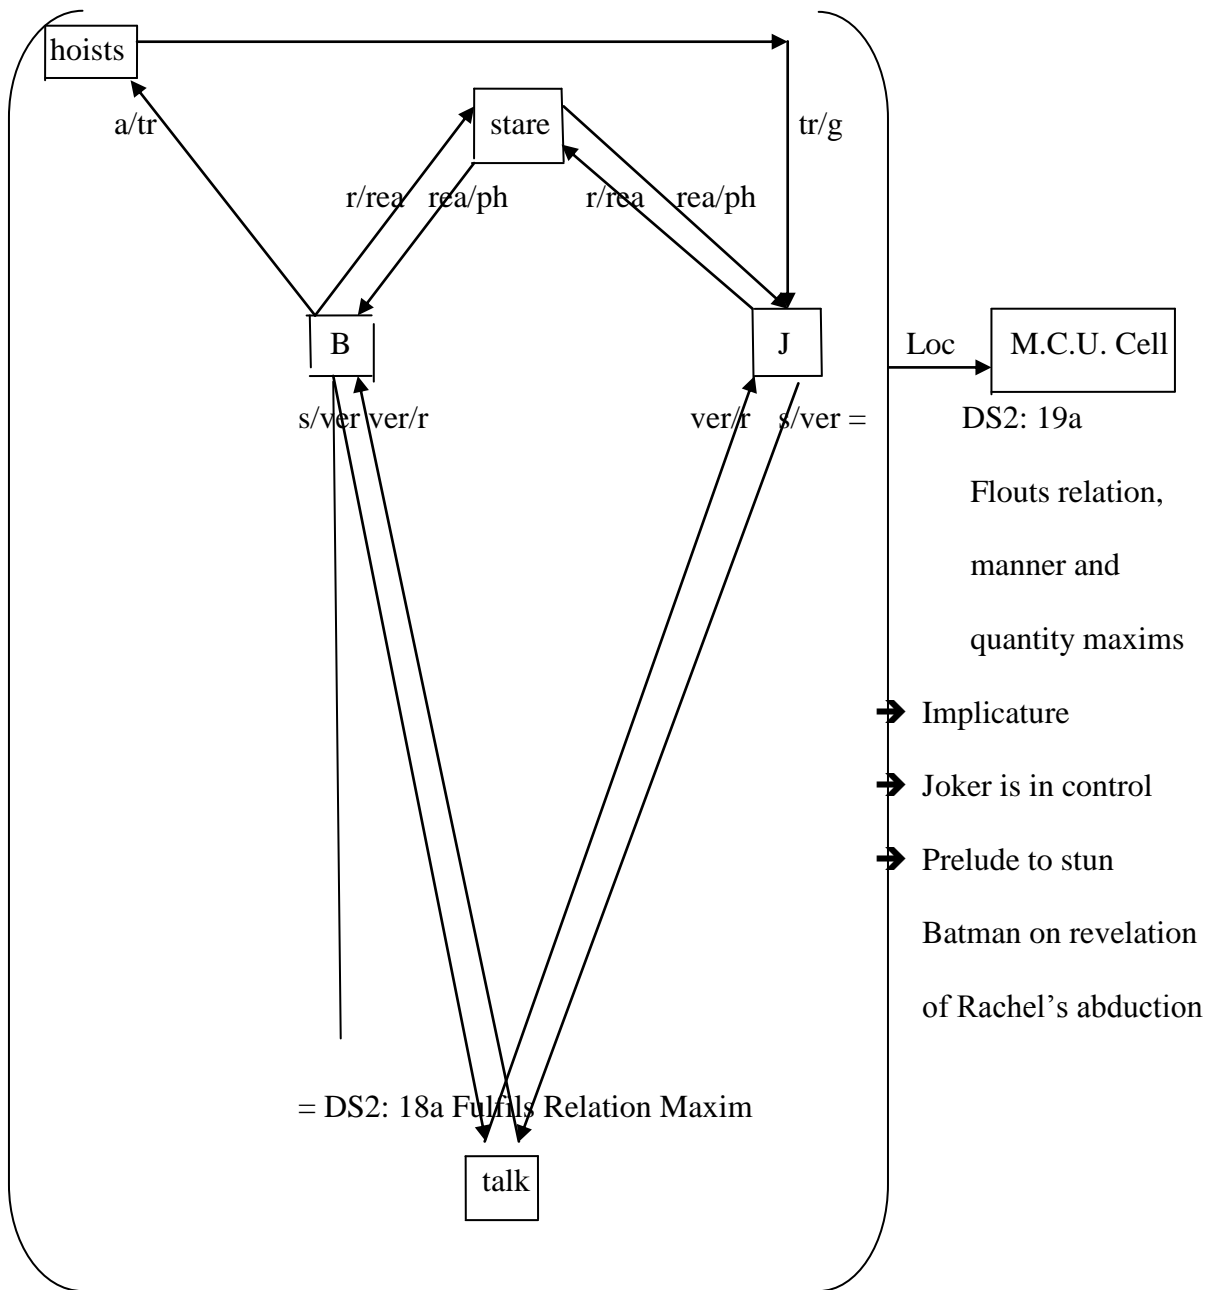 hoists
stare
a/tr
tr/g
r/rea rea/ph r/rea rea/ph
B
J
Loc
M.C.U. Cell
s/ver ver/r
ver/r s/ver =
DS2: 19a
Flouts relation,
manner and
quantity maxims
➔ Implicature
➔ Joker is in control
➔ Prelude to stun
Batman on revelation
of Rachel’s abduction
= DS2: 18a Fulfils Relation Maxim
talk